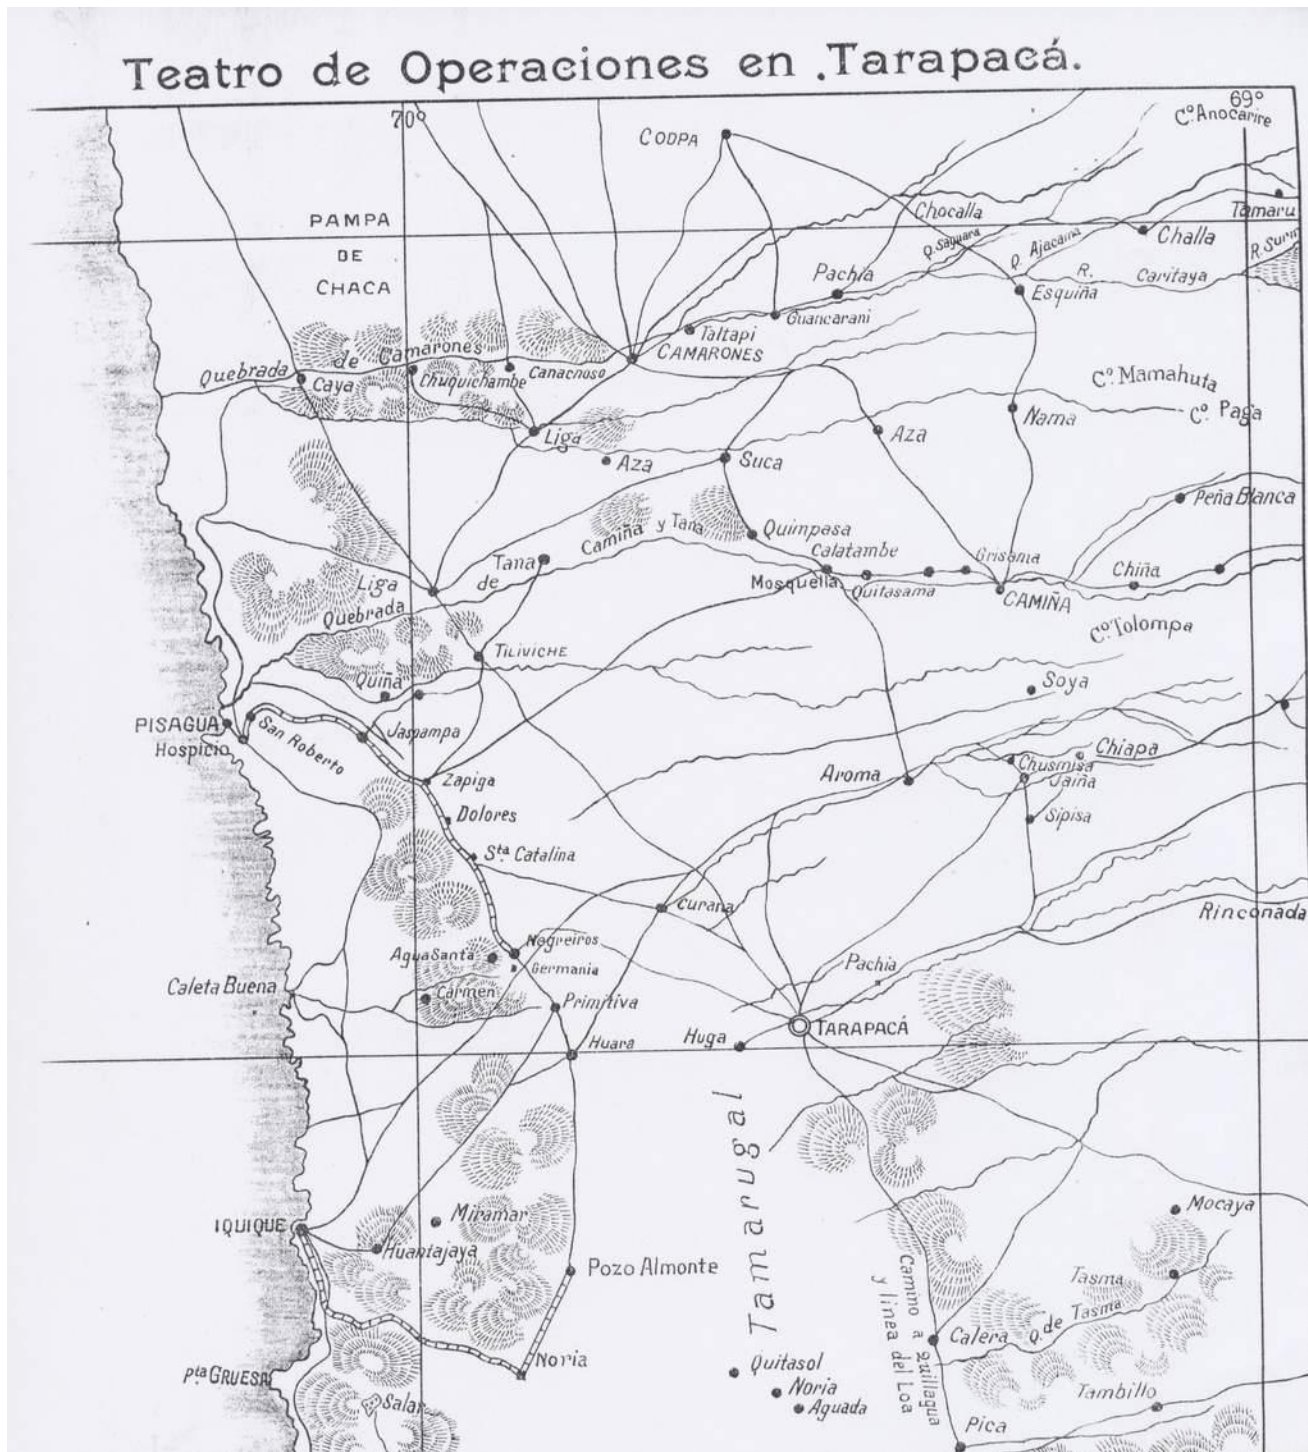 Teatro de Operaciones en .Tarapacá.
70º
69º
Cº. Anocarire
CODPA
PAMPA
DE
CHACA
Chocalla
Tamaru
Q. Saguara
Q. Ajacaina
Challa
R. Surir
Pachia
R. Caritaya
Esquiña
Guancarani
Taltapi
CAMARONES
Quebrada de Camarones
Caya
Chuquichambe
Canacnoso
Cº. Mamahuta
Cº. Paga
Nama
Liga
Aza
Aza
Suca
Peña Blanca
Quimpasa
Camiña y Tana
Tana
de
Calatambe
Grisama
Liga
Mosquella
Quitasama
Chiña
CAMIÑA
Quebrada
Cº. Tolompa
TILIVICHE
Quiña
Soya
PISAGUA
Hospicio
San Roberto
Jaspampa
Chiapa
Chusmisa
Jaiña
Aroma
Zapiga
Dolores
Sipisa
Sta. Catalina
Curaña
Rinconada
Negreiros
Agua Santa
Germania
Pachia
Caleta Buena
Carmen
Primitiva
TARAPACÁ
Huga
Huara
Tamarugal
IQUIQUE
Miramar
Huantajaya
Mocaya
Pozo Almonte
Tasma
Camino a Quillagua
y linea del Loa
Calera
Q. de Tasma
Noria
Pta GRUESA
Quitasol
Noria
Aguada
Salar
Tambillo
Pica